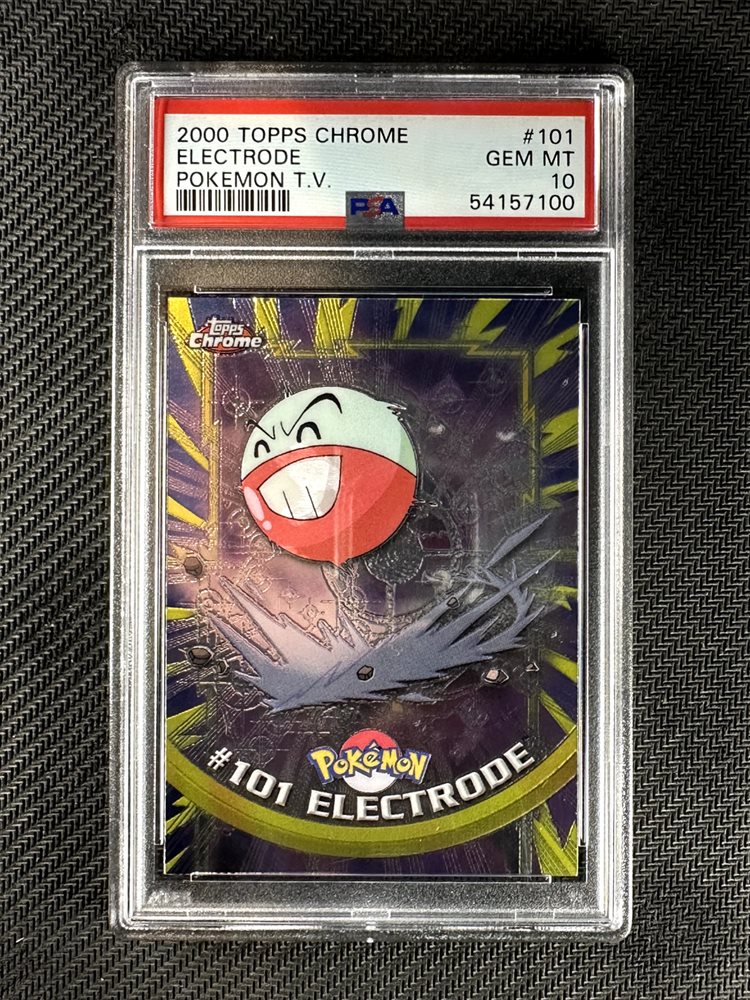 2000 TOPPS CHROME #101
ELECTRODE GEM MT
POKEMON T.V. 10
PSA 54157100
Topps
Chrome
POKéMON
#101 ELECTRODE